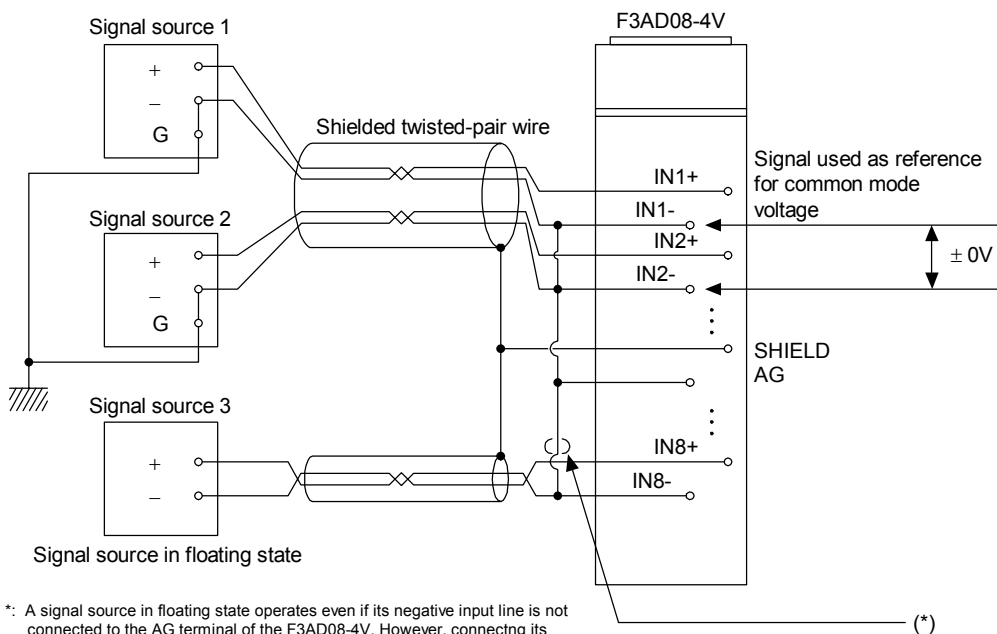 F3AD08-4V
Signal source 1
+
−
G
Shielded twisted-pair wire
Signal used as reference
for common mode
voltage
IN1+
IN1-
IN2+
IN2-
± 0V
Signal source 2
+
−
G
SHIELD
AG
Signal source 3
+
−
IN8+
IN8-
Signal source in floating state
(*)
*: A signal source in floating state operates even if its negative input line is not
connected to the AG terminal of the F3AD08-4V. However, connectng its